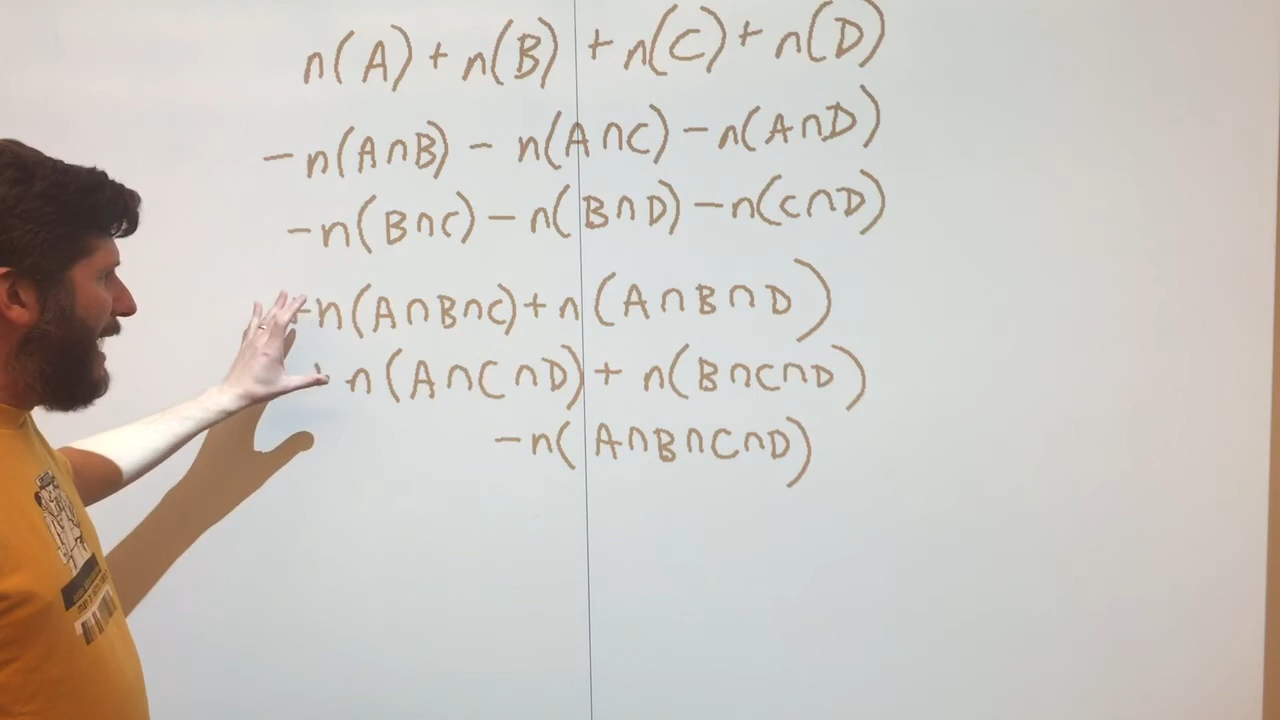 n(A) + n(B) + n(C) + n(D)
- n(A∩B) - n(A∩C) - n(A∩D)
- n(B∩C) - n(B∩D) - n(C∩D)
+ n(A∩B∩C) + n(A∩B∩D)
+ n(A∩C∩D) + n(B∩C∩D)
- n(A∩B∩C∩D)